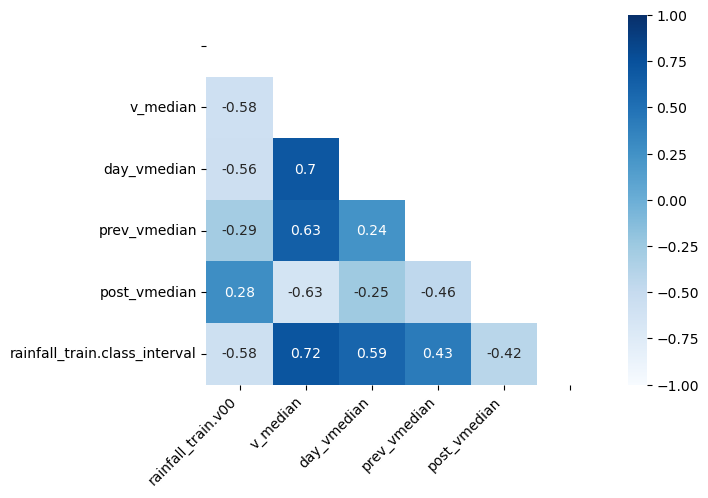 1.00
v_median -0.58 0.75
day_vmedian -0.56 0.7 0.50
0.25
prev_vmedian -0.29 0.63 0.24 0.00
-0.25
post_vmedian 0.28 -0.63 -0.25 -0.46 -0.50
rainfall_train.class_interval -0.58 0.72 0.59 0.43 -0.42 -0.75
-1.00
rainfall_train.v00 v_median day_vmedian prev_vmedian post_vmedian